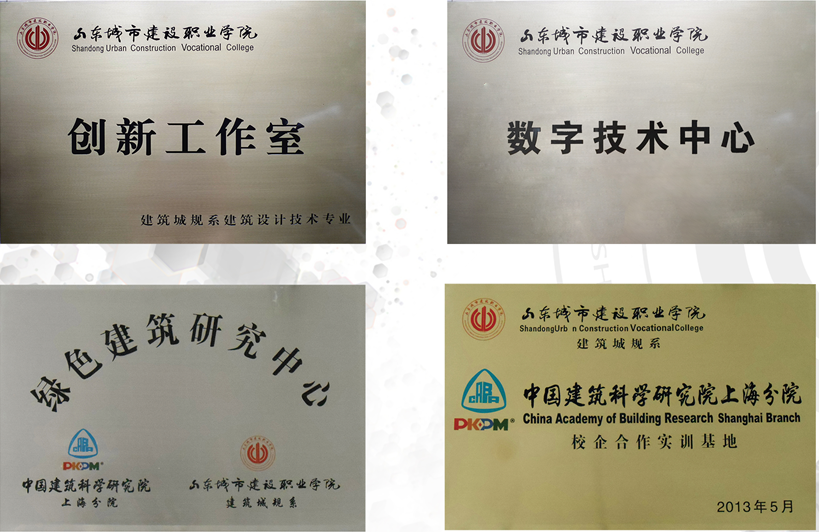 山东城市建设职业学院
Shandong Urban Construction Vocational College
创新工作室
建筑城规系建筑设计技术专业
山东城市建设职业学院
Shandong Urban Construction Vocational College
数字技术中心
绿色建筑研究中心
PKPM®
中国建筑科学研究院
上海分院
山东城市建设职业学院
建筑城规系
山东城市建设职业学院
ShandongUrb n Construction VocationalCollege
建筑城规系
PKPM®
中国建筑科学研究院上海分院
China Academy of Building Research Shanghai Branch
校企合作实训基地
2013年5月